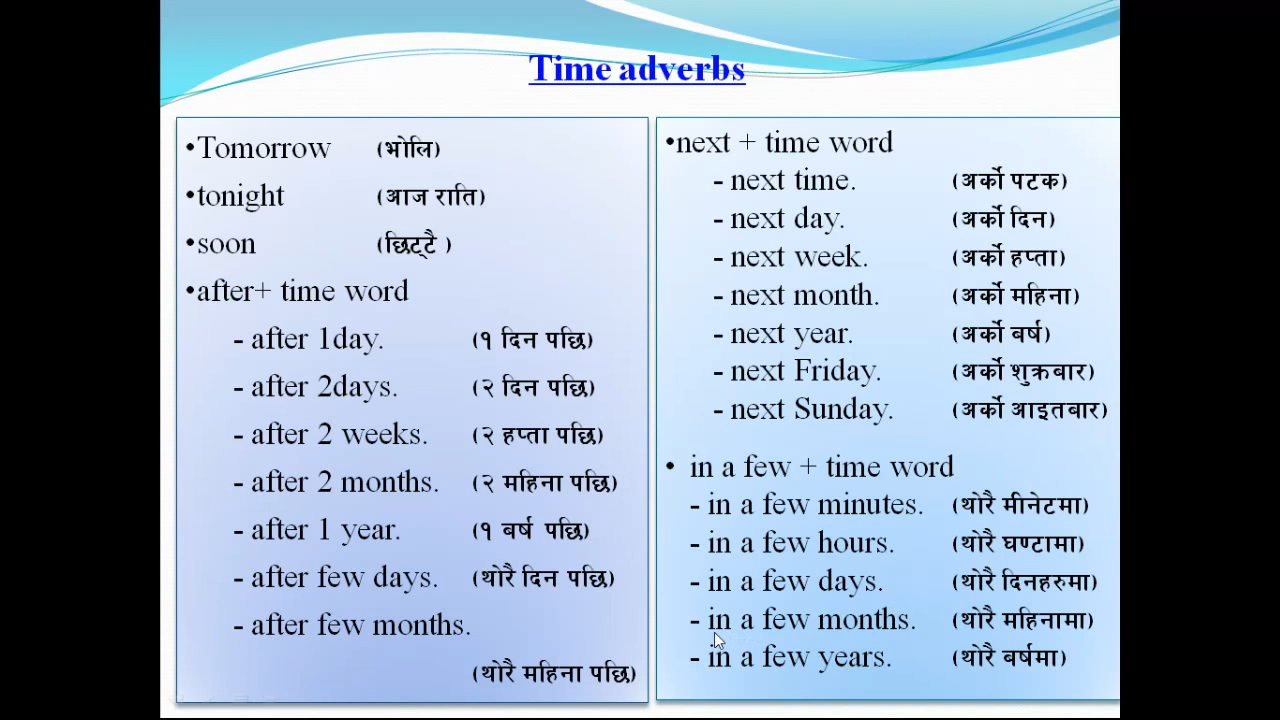 Time adverbs
•Tomorrow (भोलि)
•tonight (आज राति)
•soon (छिट्‌टै )
•after+ time word
- after 1day. (१ दिन पछि)
- after 2days. (२ दिन पछि)
- after 2 weeks. (२ हप्ता पछि)
- after 2 months. (२ महिना पछि)
- after 1 year. (१ बर्ष पछि)
- after few days. (थोरै दिन पछि)
- after few months.
(थोरै महिना पछि)
•next + time word
- next time. (अर्को पटक)
- next day. (अर्को दिन)
- next week. (अर्को हप्ता)
- next month. (अर्को महिना)
- next year. (अर्को बर्ष)
- next Friday. (अर्को शुक्रबार)
- next Sunday. (अर्को आइतबार)
• in a few + time word
- in a few minutes. (थोरै मीनेटमा)
- in a few hours. (थोरै घण्टामा)
- in a few days. (थोरै दिनहरुमा)
- in a few months. (थोरै महिनामा)
- in a few years. (थोरै बर्षमा)